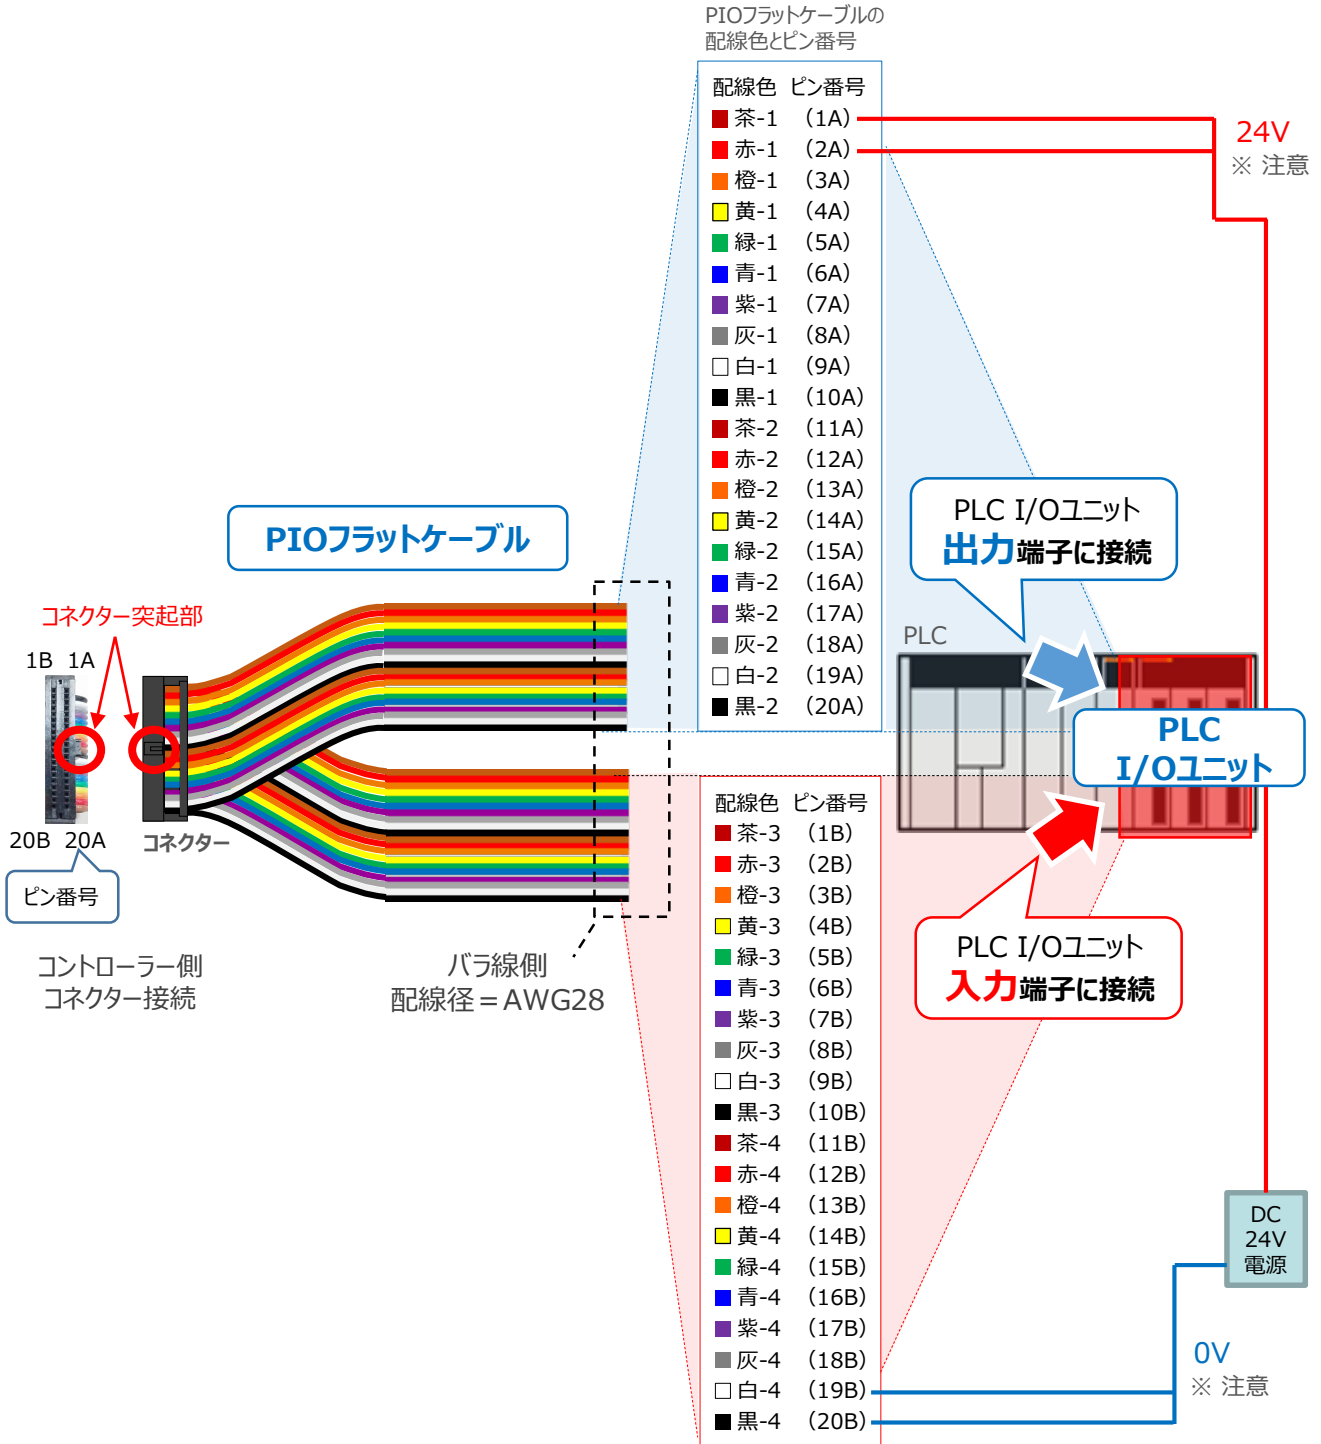 PIOフラットケーブルの
配線色とピン番号
配線色 ピン番号
茶-1 (1A)
赤-1 (2A)
橙-1 (3A)
黄-1 (4A)
緑-1 (5A)
青-1 (6A)
紫-1 (7A)
灰-1 (8A)
白-1 (9A)
黒-1 (10A)
茶-2 (11A)
赤-2 (12A)
橙-2 (13A)
黄-2 (14A)
緑-2 (15A)
青-2 (16A)
紫-2 (17A)
灰-2 (18A)
白-2 (19A)
黒-2 (20A)
24V
※ 注意
PLC I/Oユニット
出力端子に接続
PIOフラットケーブル
コネクター突起部
1B 1A
20B 20A
ピン番号
コネクター
コントローラー側
コネクター接続
バラ線側
配線径＝AWG28
PLC
PLC
I/Oユニット
PLC I/Oユニット
入力端子に接続
配線色 ピン番号
茶-3 (1B)
赤-3 (2B)
橙-3 (3B)
黄-3 (4B)
緑-3 (5B)
青-3 (6B)
紫-3 (7B)
灰-3 (8B)
白-3 (9B)
黒-3 (10B)
茶-4 (11B)
赤-4 (12B)
橙-4 (13B)
黄-4 (14B)
緑-4 (15B)
青-4 (16B)
紫-4 (17B)
灰-4 (18B)
白-4 (19B)
黒-4 (20B)
DC
24V
電源
0V
※ 注意